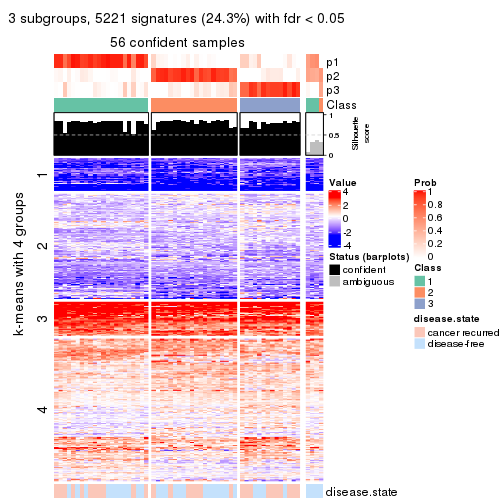 3 subgroups, 5221 signatures (24.3%) with fdr < 0.05
56 confident samples
p1
p2
p3
Class
1
0.5
0
Silhouette
score
k-means with 4 groups
1
2
3
4
Value
4
2
0
-2
-4
Status (barplots)
confident
ambiguous
Prob
1
0.8
0.6
0.4
0.2
0
Class
1
2
3
disease.state
cancer recurred
disease-free
disease.state